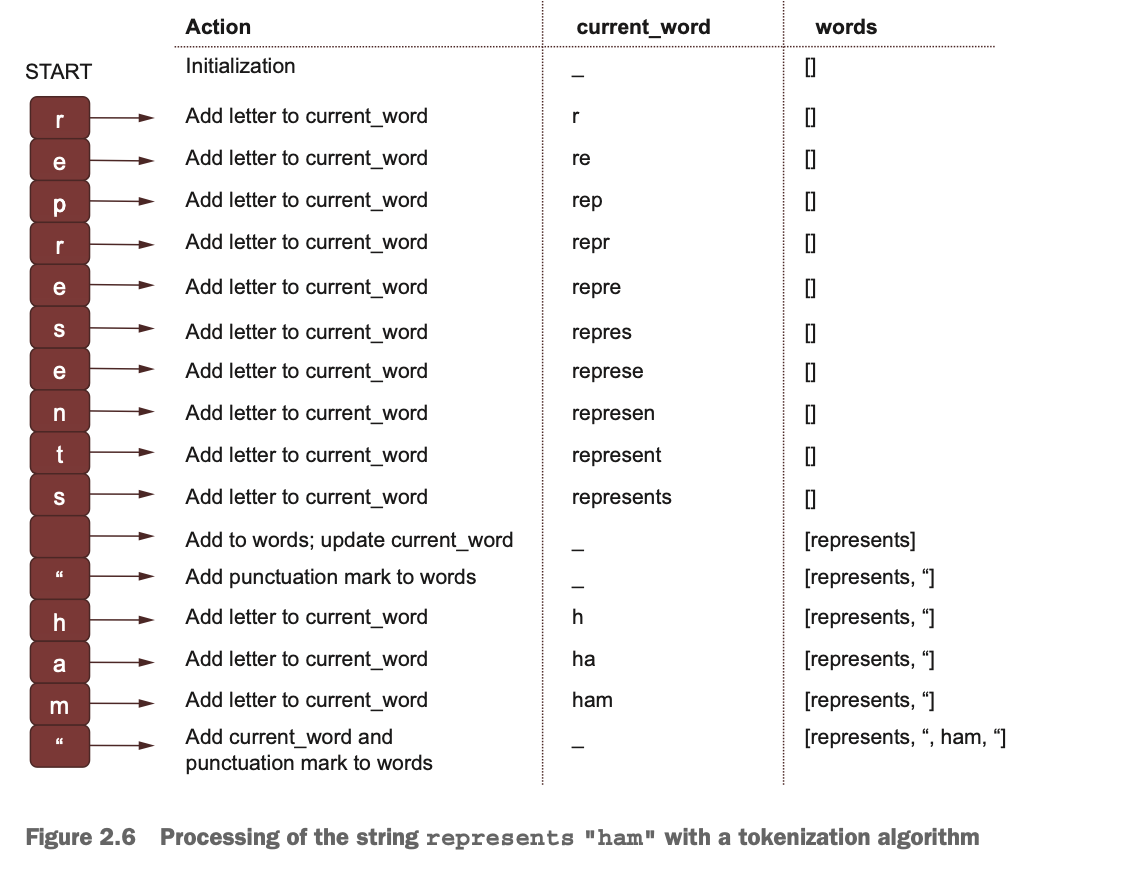 Action current_word words
START Initialization _ []
r Add letter to current_word r []
e Add letter to current_word re []
p Add letter to current_word rep []
r Add letter to current_word repr []
e Add letter to current_word repre []
s Add letter to current_word repres []
e Add letter to current_word represe []
n Add letter to current_word represen []
t Add letter to current_word represent []
s Add letter to current_word represents []
Add to words; update current_word _ [represents]
“ Add punctuation mark to words _ [represents, “]
h Add letter to current_word h [represents, “]
a Add letter to current_word ha [represents, “]
m Add letter to current_word ham [represents, “]
“ Add current_word and _ [represents, “, ham, “]
punctuation mark to words
Figure 2.6 Processing of the string represents "ham" with a tokenization algorithm